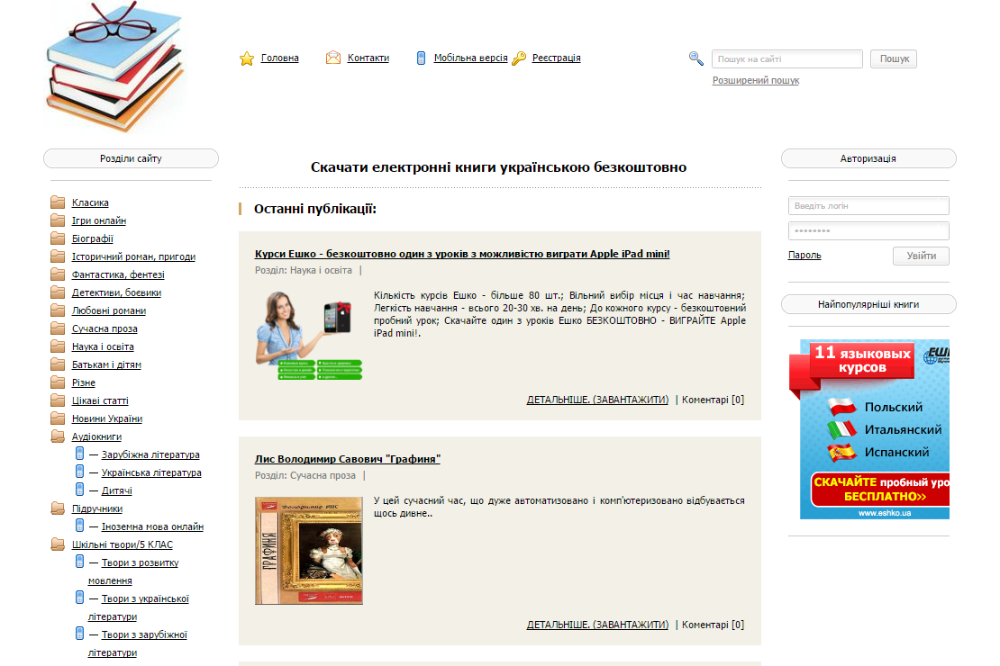 Головна
Контакти
Мобільна версія
Реєстрація
Пошук на сайті
Пошук
Розширений пошук
Розділи сайту
Класика
Ігри онлайн
Біографії
Історичний роман, пригоди
Фантастика, фентезі
Детективи, боєвики
Любовні романи
Сучасна проза
Наука і освіта
Батькам і дітям
Різне
Цікаві статті
Новини України
Аудіокниги
— Зарубіжна література
— Українська література
— Дитячі
Підручники
— Іноземна мова онлайн
Шкільні твори/5 КЛАС
— Твори з розвитку
мовлення
— Твори з української
літератури
— Твори з зарубіжної
літератури
Скачати електронні книги українською безкоштовно
Останні публікації:
Курси Ешко - безкоштовно один з уроків з можливістю виграти Apple iPad mini!
Розділ: Наука і освіта |
Кількість курсів Ешко - більше 80 шт.; Вільний вибір місця і час навчання;
Легкість навчання - всього 20-30 хв. на день; До кожного курсу - безкоштовний
пробний урок; Скачайте один з уроків Ешко БЕЗКОШТОВНО - ВИГРАЙТЕ Apple
iPad mini!.
ДЕТАЛЬНІШЕ. (ЗАВАНТАЖИТИ) | Коментарі [0]
Лис Володимир Савович "Графиня"
Розділ: Сучасна проза |
У цей сучасний час, що дуже автоматизовано і комп'ютеризовано відбувається
щось дивне..
Володимир ЛИС
ГРАФИНЯ
ДЕТАЛЬНІШЕ. (ЗАВАНТАЖИТИ) | Коментарі [0]
Авторизація
Введіть логін
Пароль
Увійти
Найпопулярніші книги
11 языковых
курсов
ЕШ
Польский
Итальянский
Испанский
СКАЧАЙТЕ пробный уро
БЕСПЛАТНО>>
www.eshko.ua